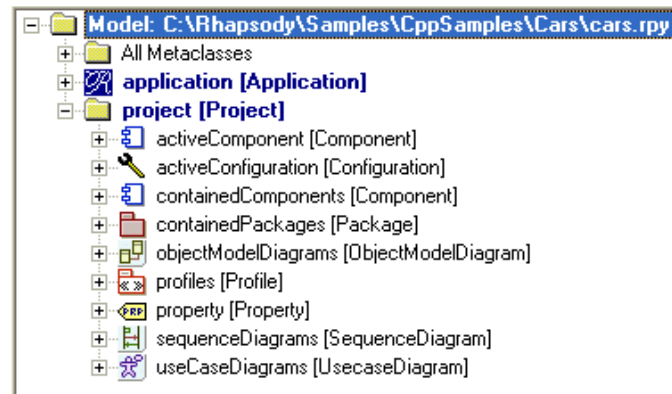 Model: C:\Rhapsody\Samples\CppSamples\Cars\cars.rpy
All Metaclasses
application [Application]
project [Project]
activeComponent [Component]
activeConfiguration [Configuration]
containedComponents [Component]
containedPackages [Package]
objectModelDiagrams [ObjectModelDiagram]
profiles [Profile]
PRP property [Property]
sequenceDiagrams [SequenceDiagram]
useCaseDiagrams [UsecaseDiagram]